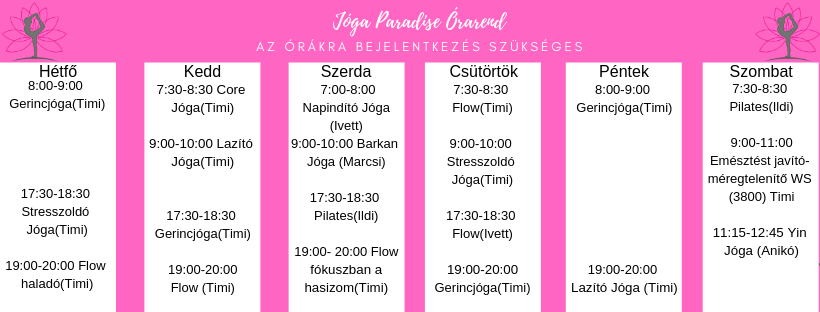 Jóga Paradise Órarend
AZ ÓRÁKRA BEJELENTKEZÉS SZÜKSÉGES
Hétfő
8:00-9:00
Gerincjóga(Timi)
17:30-18:30
Stresszoldó
Jóga(Timi)
19:00-20:00 Flow
haladó(Timi)
Kedd
7:30-8:30 Core
Jóga(Timi)
9:00-10:00 Lazító
Jóga(Timi)
17:30-18:30
Gerincjóga(Timi)
19:00-20:00
Flow (Timi)
Szerda
7:00-8:00
Napindító Jóga
(Ivett)
9:00-10:00 Barkan
Jóga (Marcsi)
17:30-18:30
Pilates(Ildi)
19:00- 20:00 Flow
fókuszban a
hasizom(Timi)
Csütörtök
7:30-8:30
Flow(Timi)
9:00-10:00
Stresszoldó
Jóga(Timi)
17:30-18:30
Flow(Ivett)
19:00-20:00
Gerincjóga(Timi)
Péntek
8:00-9:00
Gerincjóga(Timi)
19:00-20:00
Lazító Jóga (Timi)
Szombat
7:30-8:30
Pilates(Ildi)
9:00-11:00
Emésztést javító-
méregtelenítő WS
(3800) Timi
11:15-12:45 Yin
Jóga (Anikó)